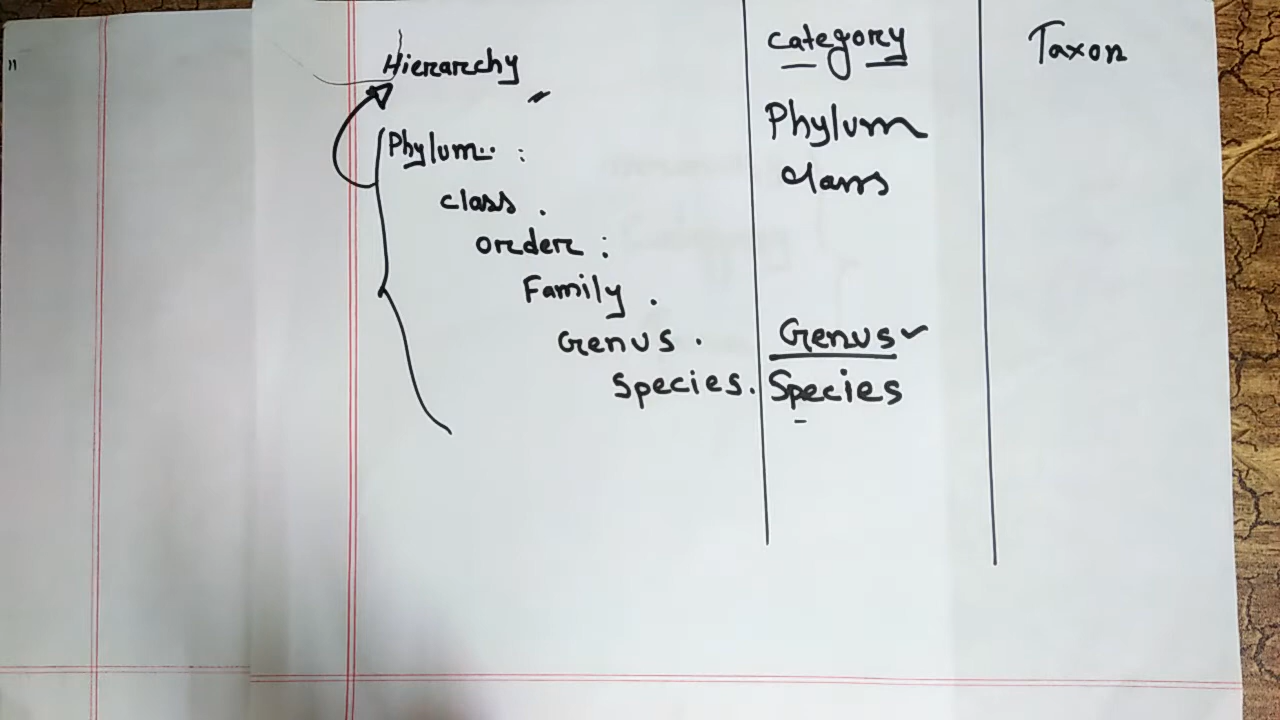 "
Hierarchy
category
Taxon
Phylum :
class .
order :
Family .
Genus .
Species .
Phylum
class
Genus
Species